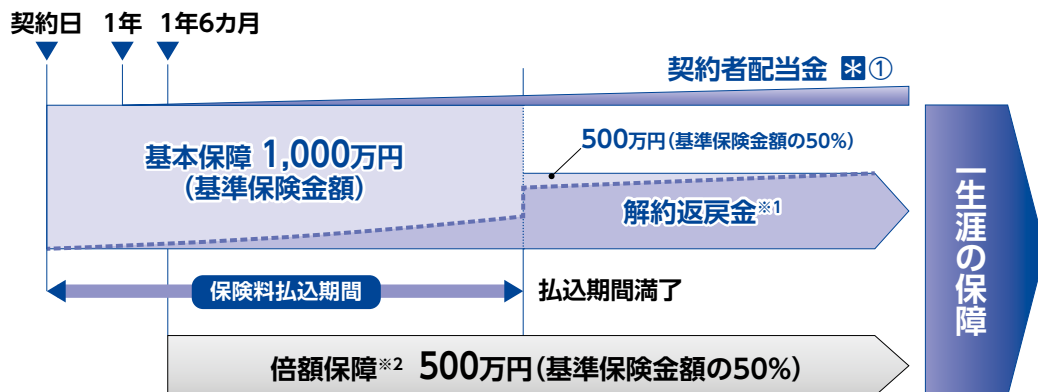 契約日 1年 1年6カ月
契約者配当金 *①
基本保障 1,000万円
(基準保険金額)
500万円(基準保険金額の50%)
解約返戻金※1
保険料払込期間
払込期間満了
倍額保障※2 500万円(基準保険金額の50%)
一生涯の保障